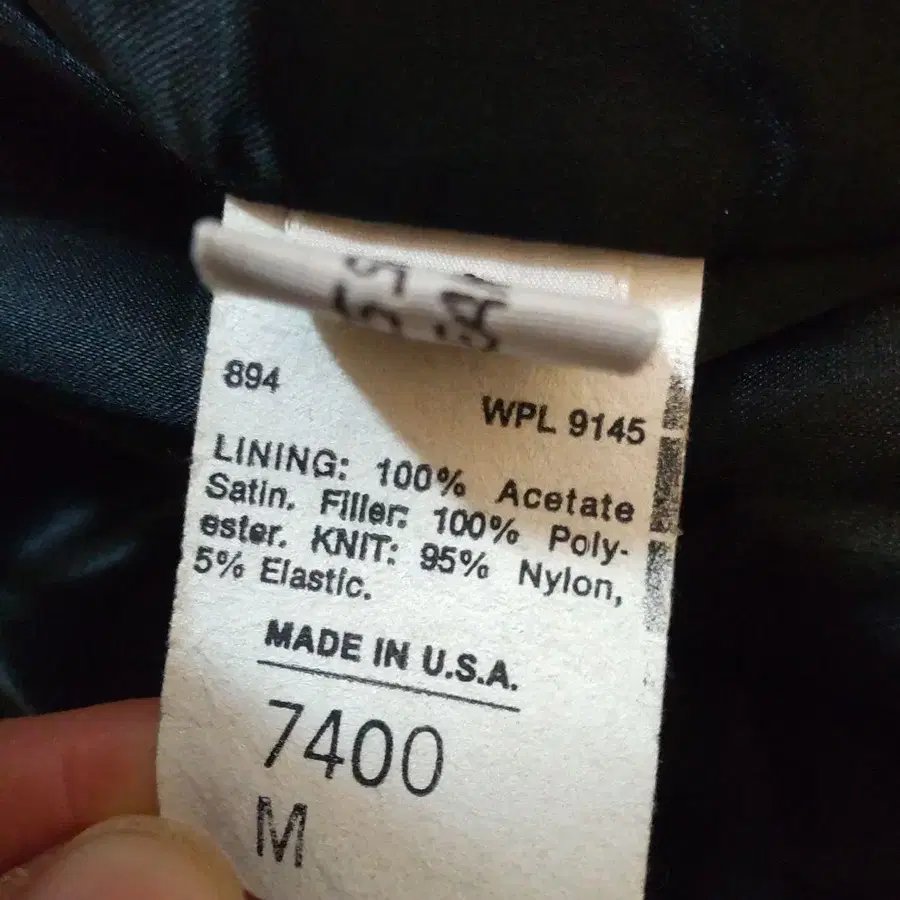 894
WPL 9145
LINING: 100% Acetate
Satin. Filler: 100% Poly-
ester. KNIT: 95% Nylon,
5% Elastic.
MADE IN U.S.A.
7400
M